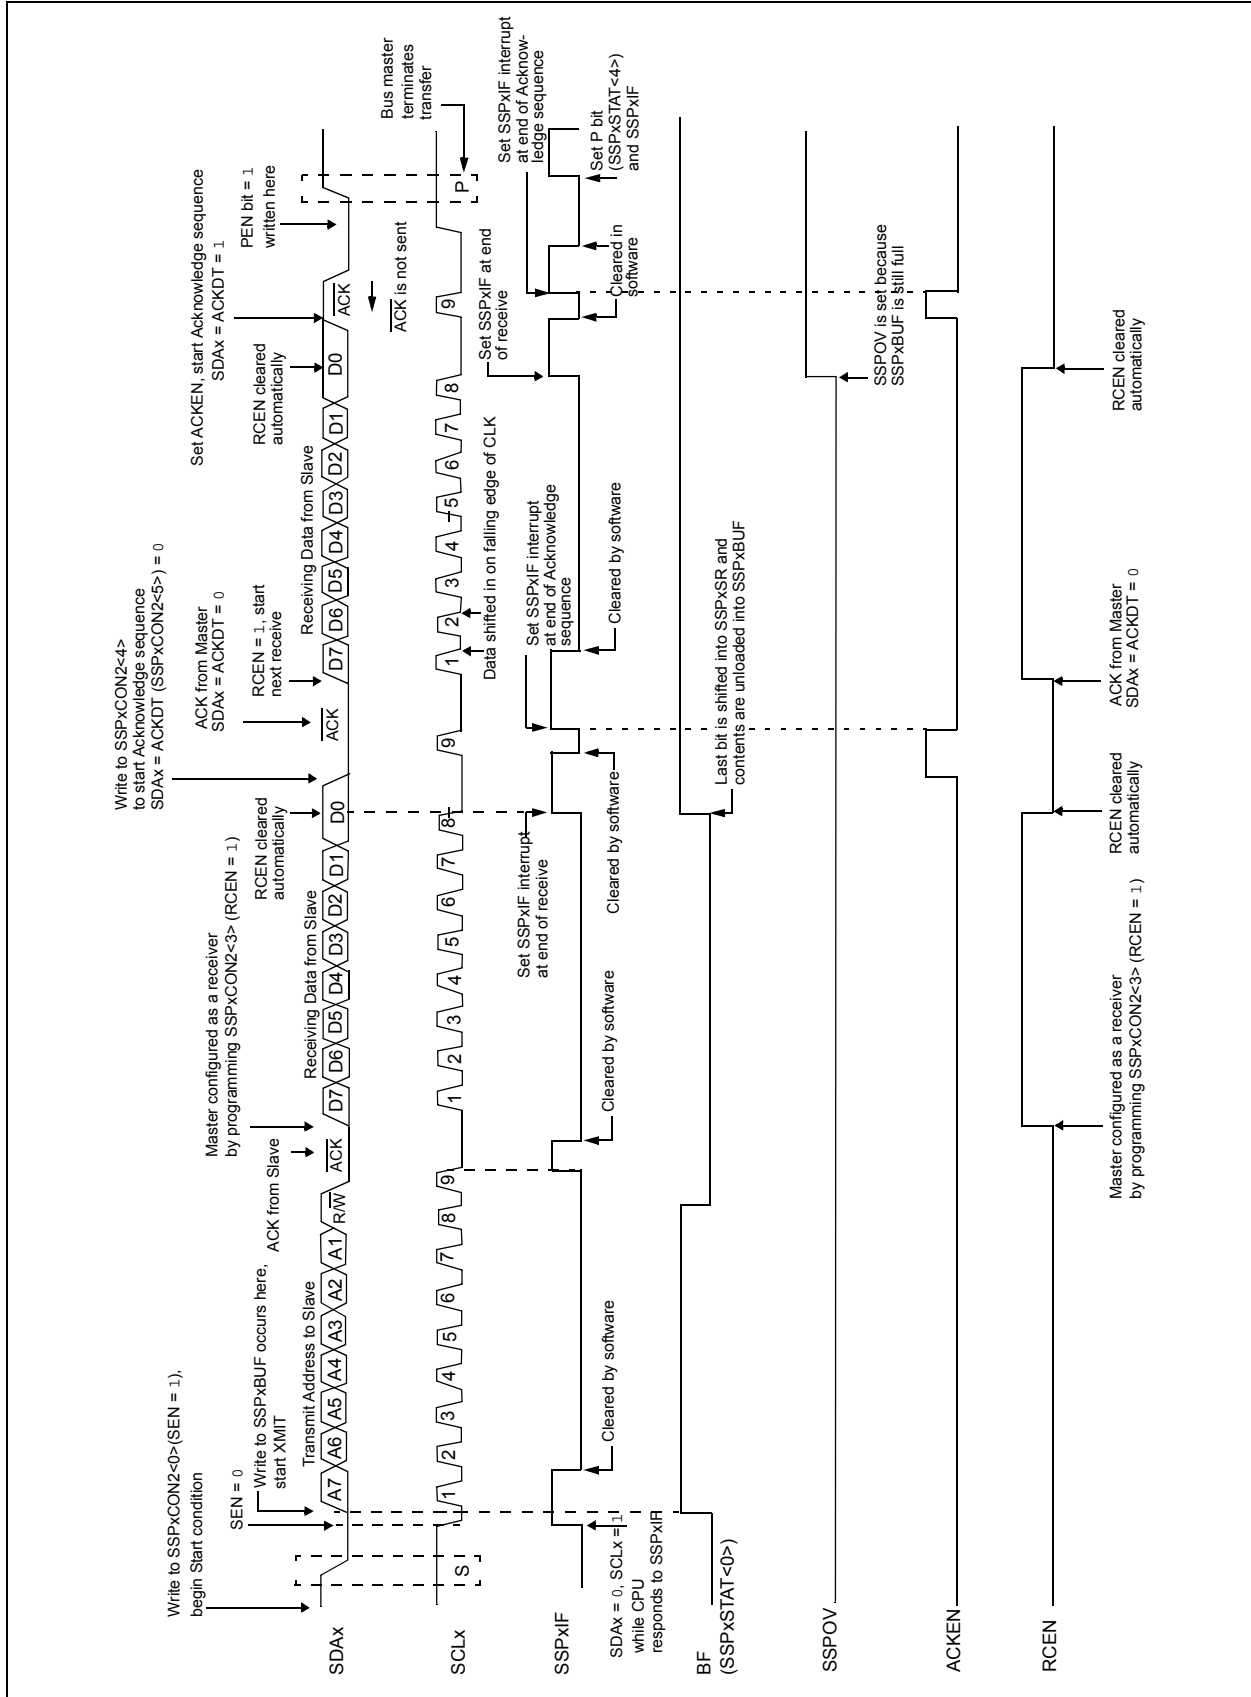 Write to SSPxCON2<0>(SEN = 1),
begin Start condition
SEN = 0
Write to SSPxBUF occurs here,
start XMIT
ACK from Slave
Master configured as a receiver
by programming SSPxCON2<3> (RCEN = 1)
RCEN cleared
automatically
Write to SSPxCON2<4>
to start Acknowledge sequence
SDAx = ACKDT (SSPxCON2<5>) = 0
ACK from Master
SDAx = ACKDT = 0
RCEN = 1, start
next receive
RCEN cleared
automatically
Set ACKEN, start Acknowledge sequence
SDAx = ACKDT = 1
PEN bit = 1
written here
Transmit Address to Slave
Receiving Data from Slave
Receiving Data from Slave
SDAx
A7 A6 A5 A4 A3 A2 A1 R/W ACK D7 D6 D5 D4 D3 D2 D1 D0 ACK D7 D6 D5 D4 D3 D2 D1 D0 ACK
ACK is not sent
Bus master
terminates
transfer
SCLx
S 1 2 3 4 5 6 7 8 9 1 2 3 4 5 6 7 8 9 1 2 3 4 5 6 7 8 9 P
Data shifted in on falling edge of CLK
Set SSPxIF interrupt
at end of receive
Set SSPxIF interrupt
at end of Acknowledge
sequence
Set SSPxIF at end
of receive
Set SSPxIF interrupt
at end of Acknow-
ledge sequence
SSPxIF
SDAx = 0, SCLx = 1
while CPU
responds to SSPxIF
Cleared by software
Cleared by software
Cleared by software
Cleared by software
Cleared in
software
Set P bit
(SSPxSTAT<4>)
and SSPxIF
BF
(SSPxSTAT<0>)
Last bit is shifted into SSPxSR and
contents are unloaded into SSPxBUF
SSPOV
SSPOV is set because
SSPxBUF is still full
ACKEN
RCEN
Master configured as a receiver
by programming SSPxCON2<3> (RCEN = 1)
RCEN cleared
automatically
ACK from Master
SDAx = ACKDT = 0
RCEN cleared
automatically